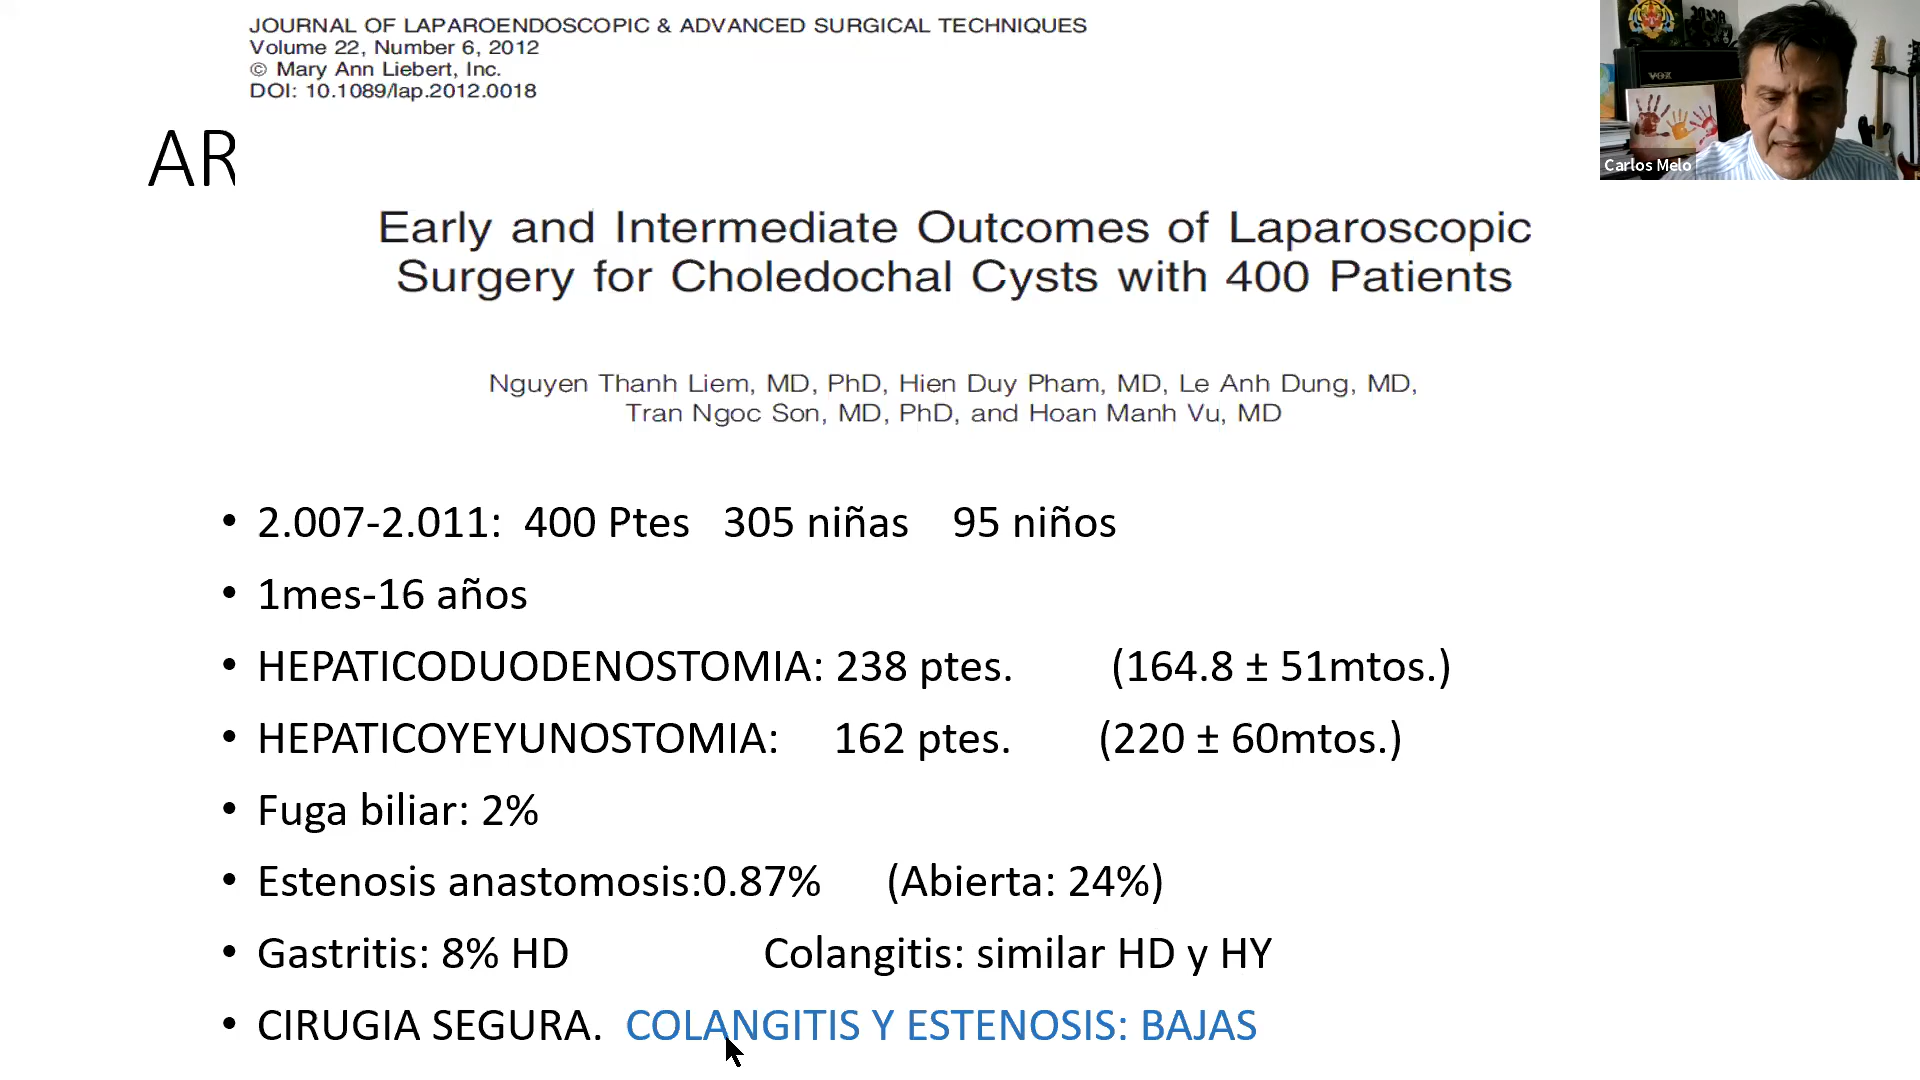 JOURNAL OF LAPAROENDOSCOPIC & ADVANCED SURGICAL TECHNIQUES
Volume 22, Number 6, 2012
© Mary Ann Liebert, Inc.
DOI: 10.1089/lap.2012.0018
VOX
Carlos Melo
AR
Early and Intermediate Outcomes of Laparoscopic
Surgery for Choledochal Cysts with 400 Patients
Nguyen Thanh Liem, MD, PhD, Hien Duy Pham, MD, Le Anh Dung, MD,
Tran Ngoc Son, MD, PhD, and Hoan Manh Vu, MD
• 2.007-2.011: 400 Ptes 305 niñas 95 niños
• 1mes-16 años
• HEPATICODUODENOSTOMIA: 238 ptes. (164.8 ± 51mtos.)
• HEPATICOYEYUNOSTOMIA: 162 ptes. (220 ± 60mtos.)
• Fuga biliar: 2%
• Estenosis anastomosis:0.87% (Abierta: 24%)
• Gastritis: 8% HD Colangitis: similar HD y HY
• CIRUGIA SEGURA. COLANGITIS Y ESTENOSIS: BAJAS